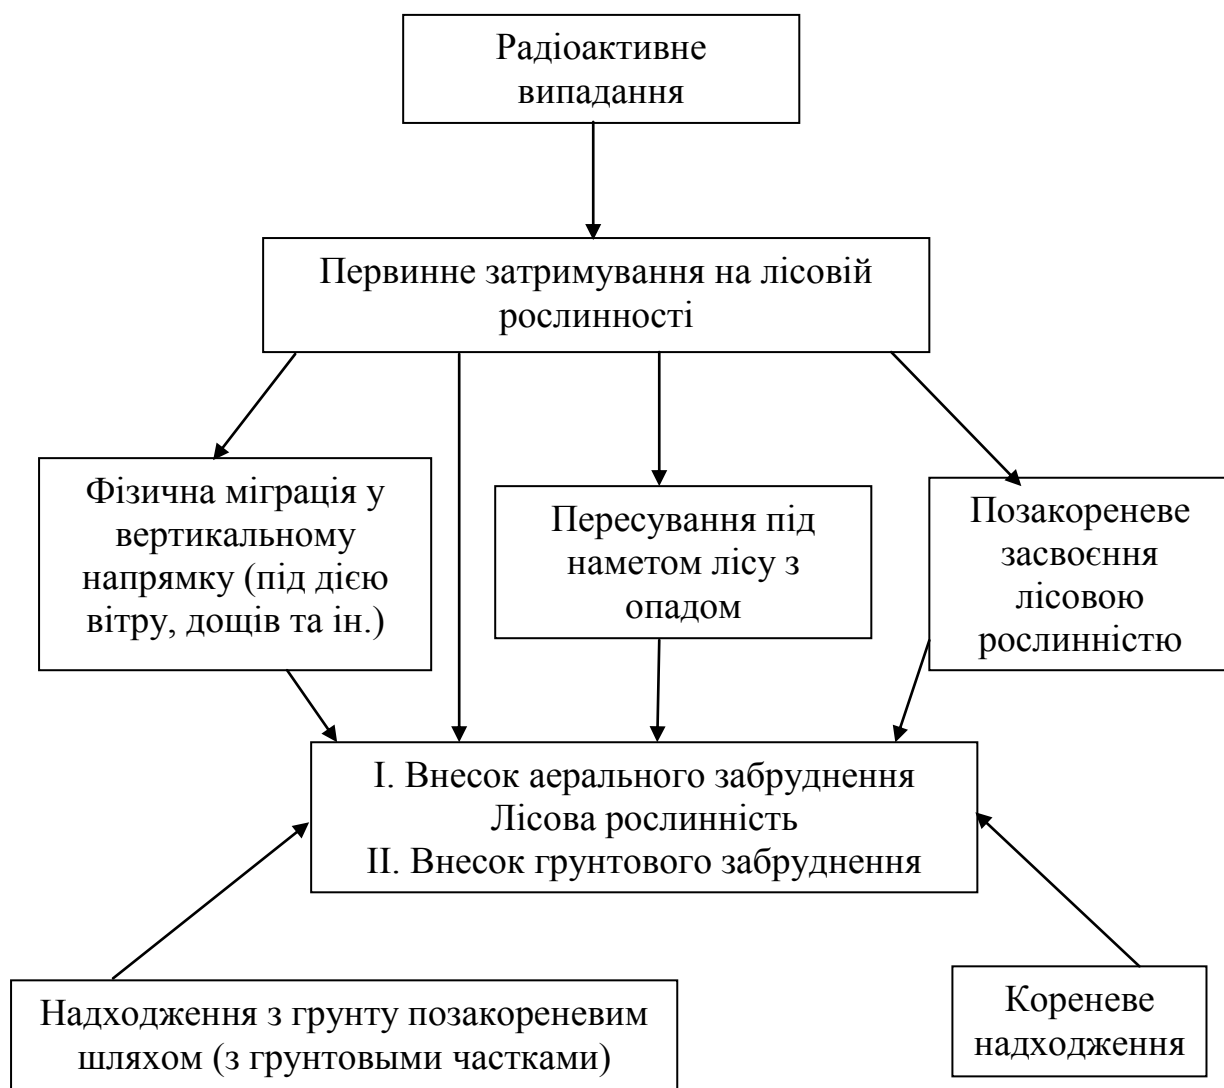 Радіоактивне
випадання
Первинне затримування на лісовій
рослинності
Фізична міграція у
вертикальному
напрямку (під дією
вітру, дощів та ін.)
Пересування під
наметом лісу з
опадом
Позакореневе
засвоєння
лісовою
рослинністю
I. Внесок аерального забруднення
Лісова рослинність
II. Внесок грунтового забруднення
Надходження з грунту позакореневим
шляхом (з грунтовыми частками)
Кореневе
надходження